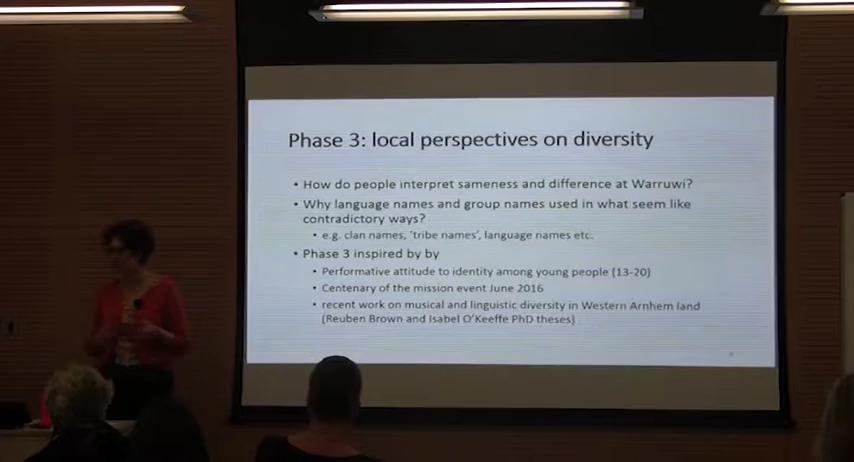 Phase 3: local perspectives on diversity
• How do people interpret sameness and difference at Warruwi?
• Why language names and group names used in what seem like
contradictory ways?
• e.g. clan names, 'tribe names', language names etc.
• Phase 3 inspired by by
• Performative attitude to identity among young people (13-20)
• Centenary of the mission event June 2016
• recent work on musical and linguistic diversity in Western Arnhem land
(Reuben Brown and Isabel O'Keeffe PhD theses)